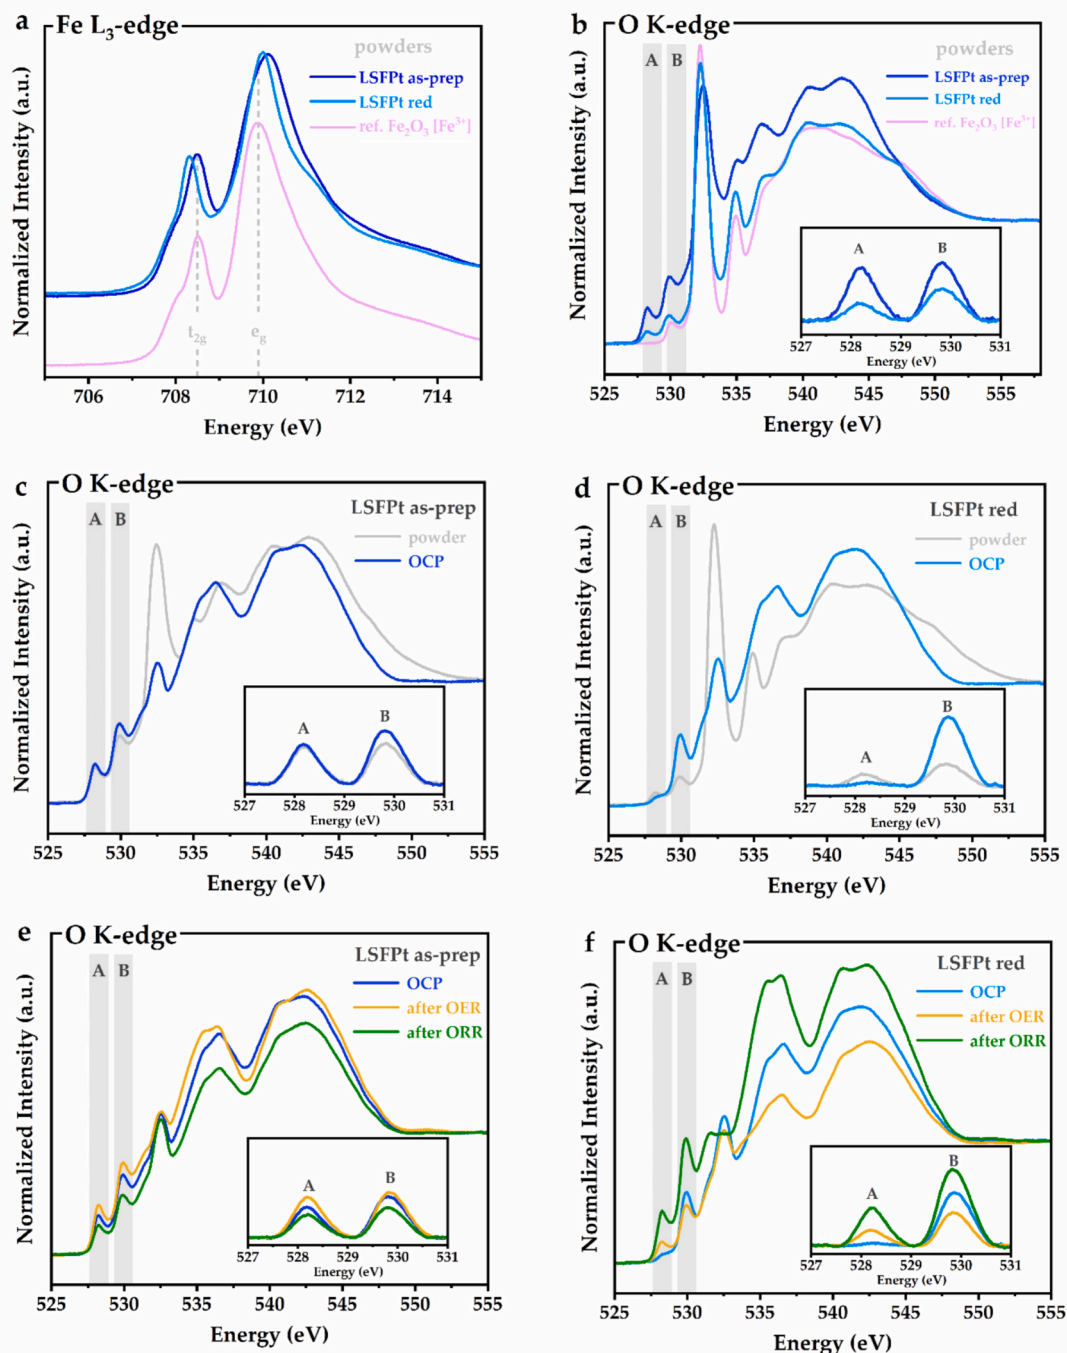 a Fe L₃-edge
powders
LSFPt as-prep
LSFPt red
ref. Fe₂O₃ [Fe³⁺]
t₂g
e_g
Normalized Intensity (a.u.)
706 708 710 712 714
Energy (eV)
b O K-edge
A B
powders
LSFPt as-prep
LSFPt red
ref. Fe₂O₃ [Fe³⁺]
A B
527 528 529 530 531
Energy (eV)
Normalized Intensity (a.u.)
525 530 535 540 545 550 555
Energy (eV)
c O K-edge
A B
LSFPt as-prep
powder
OCP
A B
527 528 529 530 531
Energy (eV)
Normalized Intensity (a.u.)
525 530 535 540 545 550 555
Energy (eV)
d O K-edge
A B
LSFPt red
powder
OCP
A B
527 528 529 530 531
Energy (eV)
Normalized Intensity (a.u.)
525 530 535 540 545 550 555
Energy (eV)
e O K-edge
A B
LSFPt as-prep
OCP
after OER
after ORR
A B
527 528 529 530 531
Energy (eV)
Normalized Intensity (a.u.)
525 530 535 540 545 550 555
Energy (eV)
f O K-edge
A B
LSFPt red
OCP
after OER
after ORR
A B
527 528 529 530 531
Energy (eV)
Normalized Intensity (a.u.)
525 530 535 540 545 550 555
Energy (eV)